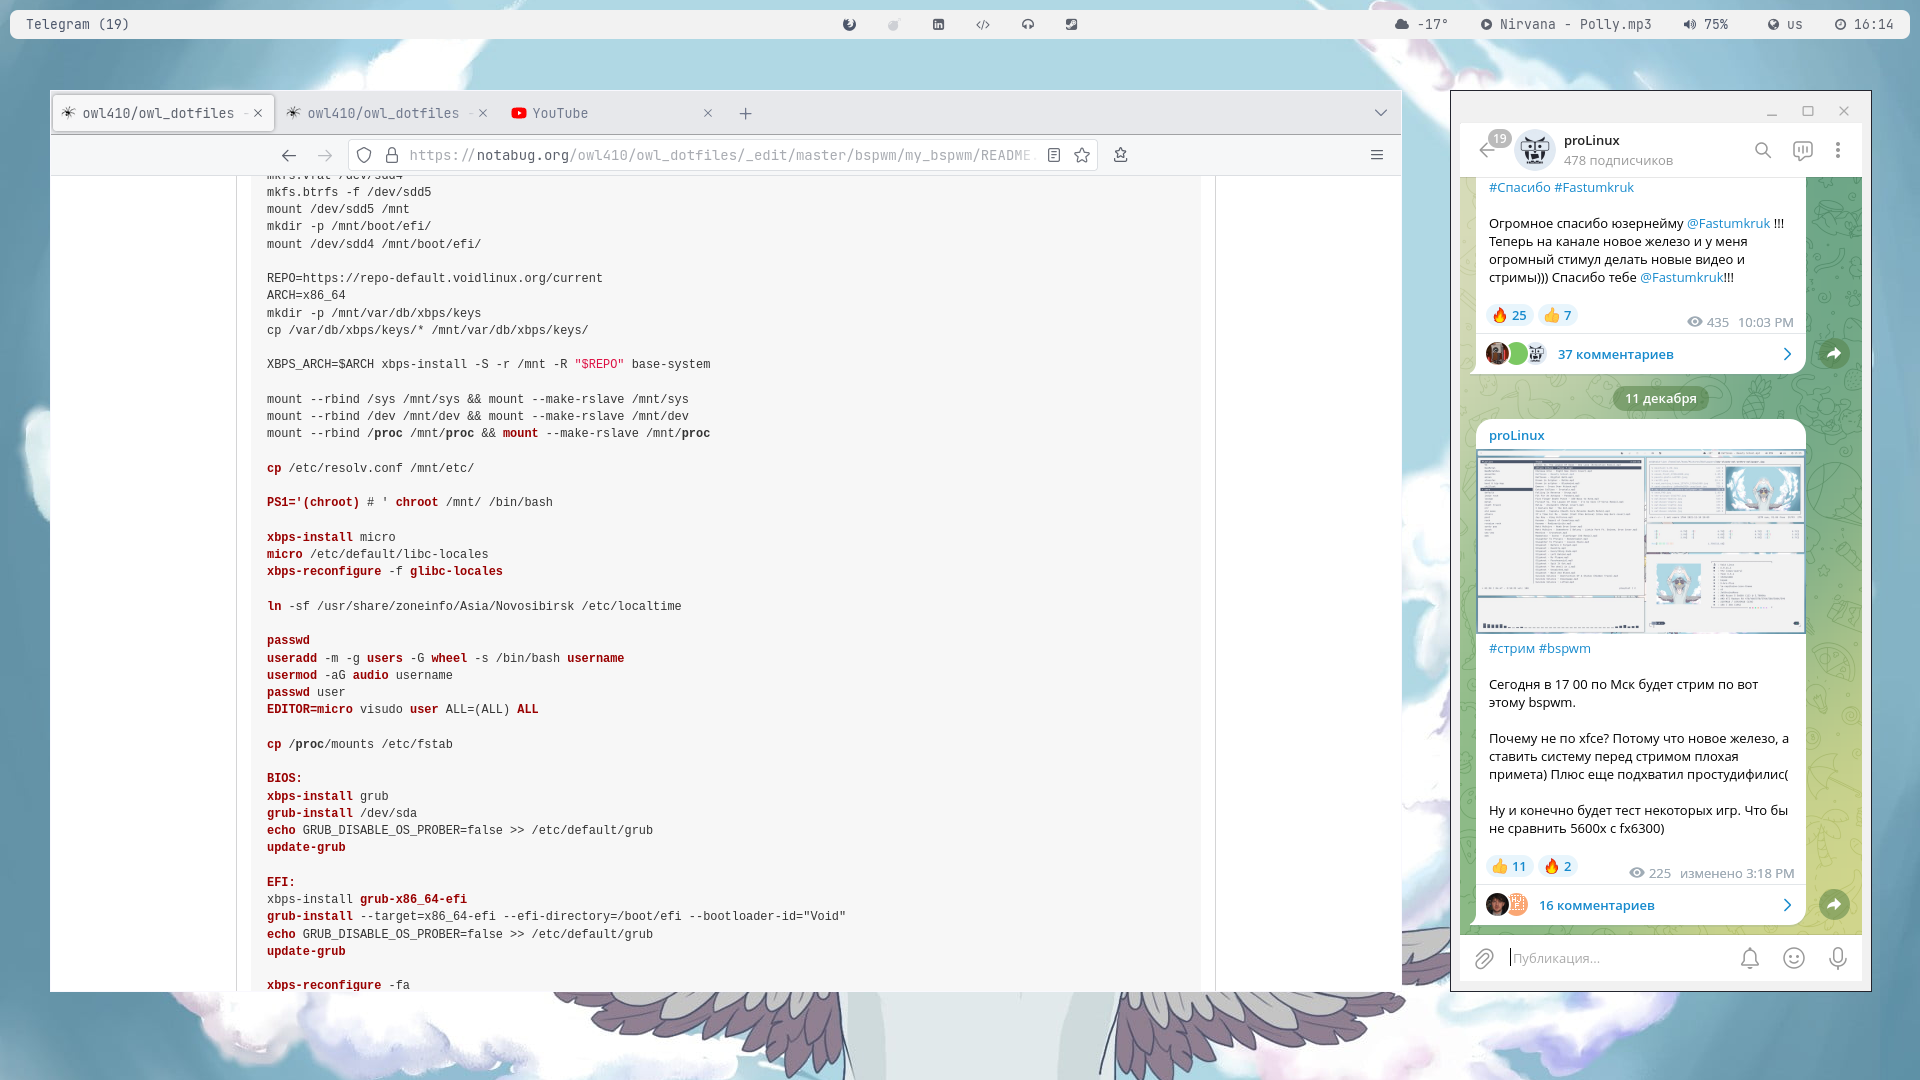 Telegram (19)
-17°
Nirvana - Polly.mp3
75%
us
16:14
owl410/owl_dotfiles -
owl410/owl_dotfiles -
YouTube
https://notabug.org/owl410/owl_dotfiles/_edit/master/bspwm/my_bspwm/README.
mkfs.vfat /dev/sdd4
mkfs.btrfs -f /dev/sdd5
mount /dev/sdd5 /mnt
mkdir -p /mnt/boot/efi/
mount /dev/sdd4 /mnt/boot/efi/
REPO=https://repo-default.voidlinux.org/current
ARCH=x86_64
mkdir -p /mnt/var/db/xbps/keys
cp /var/db/xbps/keys/* /mnt/var/db/xbps/keys/
XBPS_ARCH=$ARCH xbps-install -S -r /mnt -R "$REPO" base-system
mount --rbind /sys /mnt/sys && mount --make-rslave /mnt/sys
mount --rbind /dev /mnt/dev && mount --make-rslave /mnt/dev
mount --rbind /proc /mnt/proc && mount --make-rslave /mnt/proc
cp /etc/resolv.conf /mnt/etc/
PS1='(chroot) # ' chroot /mnt/ /bin/bash
xbps-install micro
micro /etc/default/libc-locales
xbps-reconfigure -f glibc-locales
ln -sf /usr/share/zoneinfo/Asia/Novosibirsk /etc/localtime
passwd
useradd -m -g users -G wheel -s /bin/bash username
usermod -aG audio username
passwd user
EDITOR=micro visudo user ALL=(ALL) ALL
cp /proc/mounts /etc/fstab
BIOS:
xbps-install grub
grub-install /dev/sda
echo GRUB_DISABLE_OS_PROBER=false >> /etc/default/grub
update-grub
EFI:
xbps-install grub-x86_64-efi
grub-install --target=x86_64-efi --efi-directory=/boot/efi --bootloader-id="Void"
echo GRUB_DISABLE_OS_PROBER=false >> /etc/default/grub
update-grub
xbps-reconfigure -fa
19
proLinux
478 подписчиков
#Спасибо #Fastumkruk
Огромное спасибо юзернейму @Fastumkruk !!!
Теперь на канале новое железо и у меня
огромный стимул делать новые видео и
стримы))) Спасибо тебе @Fastumkruk!!!
25
7
435 10:03 PM
37 комментариев
11 декабря
proLinux
#стрим #bspwm
Сегодня в 17 00 по Мск будет стрим по вот
этому bspwm.
Почему не по xfce? Потому что новое железо, а
ставить систему перед стримом плохая
примета) Плюс еще подхватил простудифилис(
Ну и конечно будет тест некоторых игр. Что бы
не сравнить 5600х с fx6300)
11
2
225 изменено 3:18 PM
16 комментариев
Публикация...